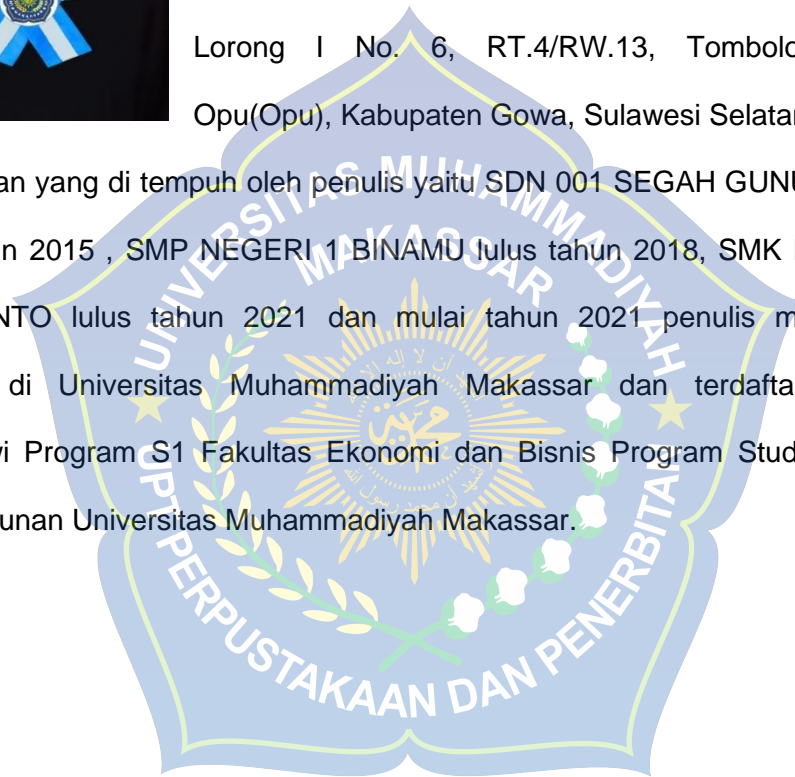 Lorong I No. 6, RT.4/RW.13, Tombolo
Opu(Opu), Kabupaten Gowa, Sulawesi Selatan
an yang di tempuh oleh penulis yaitu SDN 001 SEGAH GUNU
n 2015 , SMP NEGERI 1 BINAMU lulus tahun 2018, SMK
NTO lulus tahun 2021 dan mulai tahun 2021 penulis m
di Universitas Muhammadiyah Makassar dan terdafta
wi Program S1 Fakultas Ekonomi dan Bisnis Program Stud
unan Universitas Muhammadiyah Makassar.
UNIVERSITAS MUHAMMADIYAH
MAKASSAR
UPT PERPUSTAKAAN DAN PENERBITAN